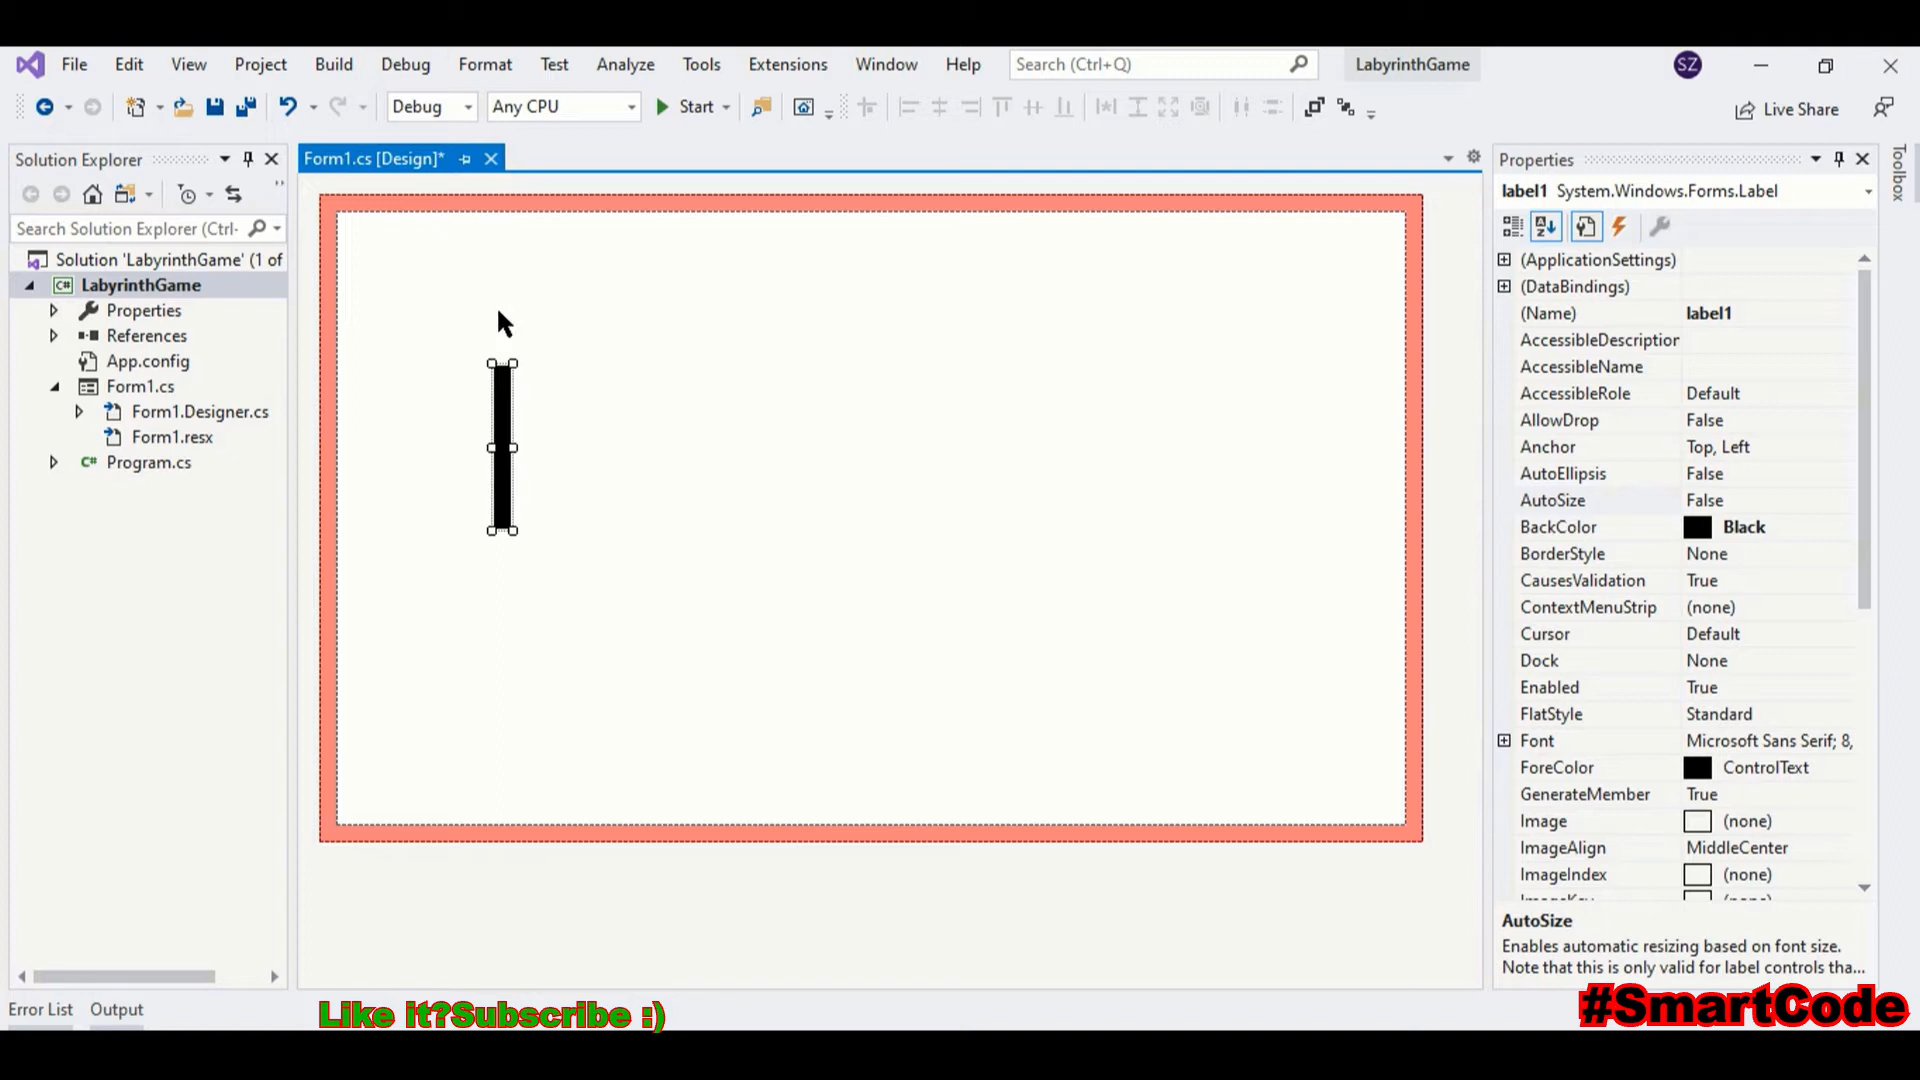 File Edit View Project Build Debug Format Test Analyze Tools Extensions Window Help Search (Ctrl+Q) LabyrinthGame SZ
Debug Any CPU Start Live Share
Solution Explorer
Search Solution Explorer (Ctrl-
Solution 'LabyrinthGame' (1 of
C# LabyrinthGame
Properties
References
App.config
Form1.cs
Form1.Designer.cs
Form1.resx
C# Program.cs
Form1.cs [Design]*
Properties
Toolbox
label1 System.Windows.Forms.Label
(ApplicationSettings)
(DataBindings)
(Name) label1
AccessibleDescription
AccessibleName
AccessibleRole Default
AllowDrop False
Anchor Top, Left
AutoEllipsis False
AutoSize False
BackColor Black
BorderStyle None
CausesValidation True
ContextMenuStrip (none)
Cursor Default
Dock None
Enabled True
FlatStyle Standard
Font Microsoft Sans Serif; 8,
ForeColor ControlText
GenerateMember True
Image (none)
ImageAlign MiddleCenter
ImageIndex (none)
AutoSize
Enables automatic resizing based on font size.
Note that this is only valid for label controls tha...
Error List Output
Like it?Subscribe :)
#SmartCode